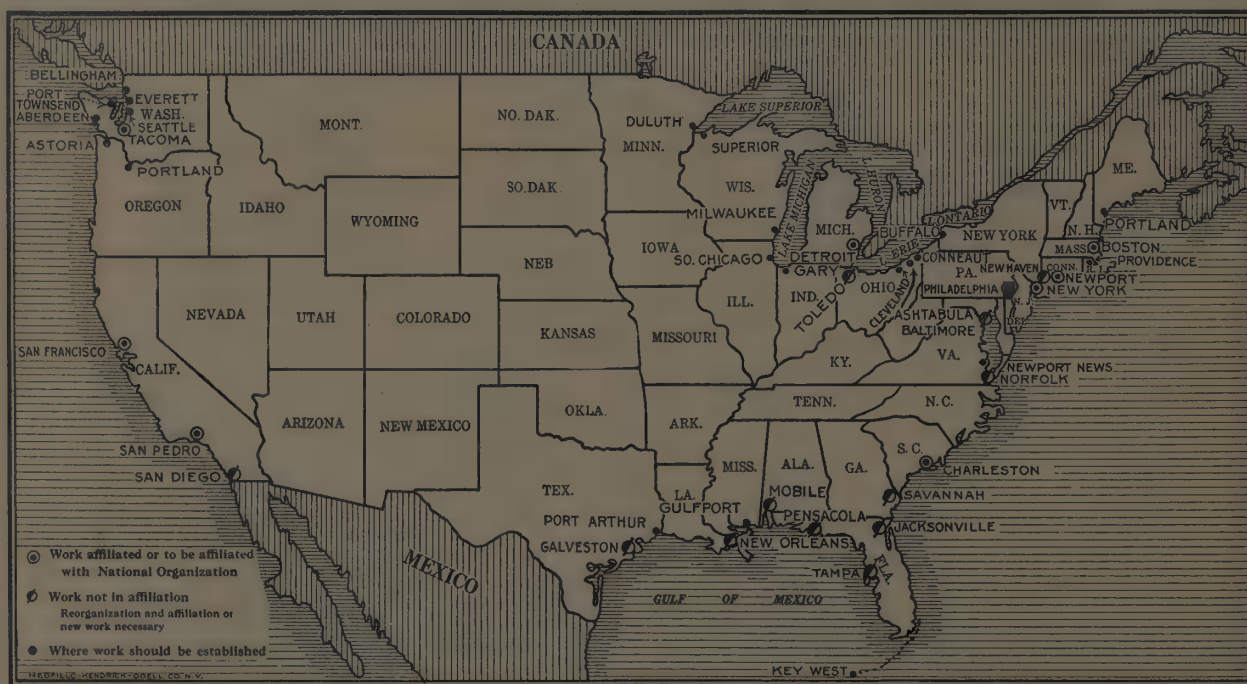 CANADA
BELLINGHAM
PORT
TOWNSEND
ABERDEEN
EVERETT
WASH.
SEATTLE
TACOMA
ASTORIA
PORTLAND
OREGON
IDAHO
MONT.
WYOMING
NO. DAK.
SO. DAK.
NEB
KANSAS
OKLA.
TEX.
NEVADA
UTAH
COLORADO
ARIZONA
NEW MEXICO
CALIF.
SAN FRANCISCO
SAN PEDRO
SAN DIEGO
MEXICO
MINN.
DULUTH
SUPERIOR
LAKE SUPERIOR
WIS.
MILWAUKEE
LAKE MICHIGAN
L. HURON
MICH.
IOWA
SO. CHICAGO
DETROIT
GARY
BUFFALO
L. ONTARIO
L. ERIE
CONNEAUT
ILL.
IND.
TOLEDO
OHIO
CLEVELAND
PA.
PHILADELPHIA
ASHTABULA
BALTIMORE
NEW YORK
VT.
N. H.
ME.
PORTLAND
MASS.
BOSTON
PROVIDENCE
CONN.
R. I.
NEW HAVEN
NEWPORT
NEW YORK
N. J.
DEL.
MISSOURI
KY.
VA.
NEWPORT NEWS
NORFOLK
TENN.
N. C.
ARK.
S. C.
CHARLESTON
MISS.
ALA.
GA.
SAVANNAH
LA.
GULFPORT
MOBILE
PENSACOLA
JACKSONVILLE
PORT ARTHUR
GALVESTON
NEW ORLEANS
TAMPA
FLA.
GULF OF MEXICO
KEY WEST
Work affiliated or to be affiliated
with National Organization
Work not in affiliation
Reorganization and affiliation or
new work necessary
Where work should be established